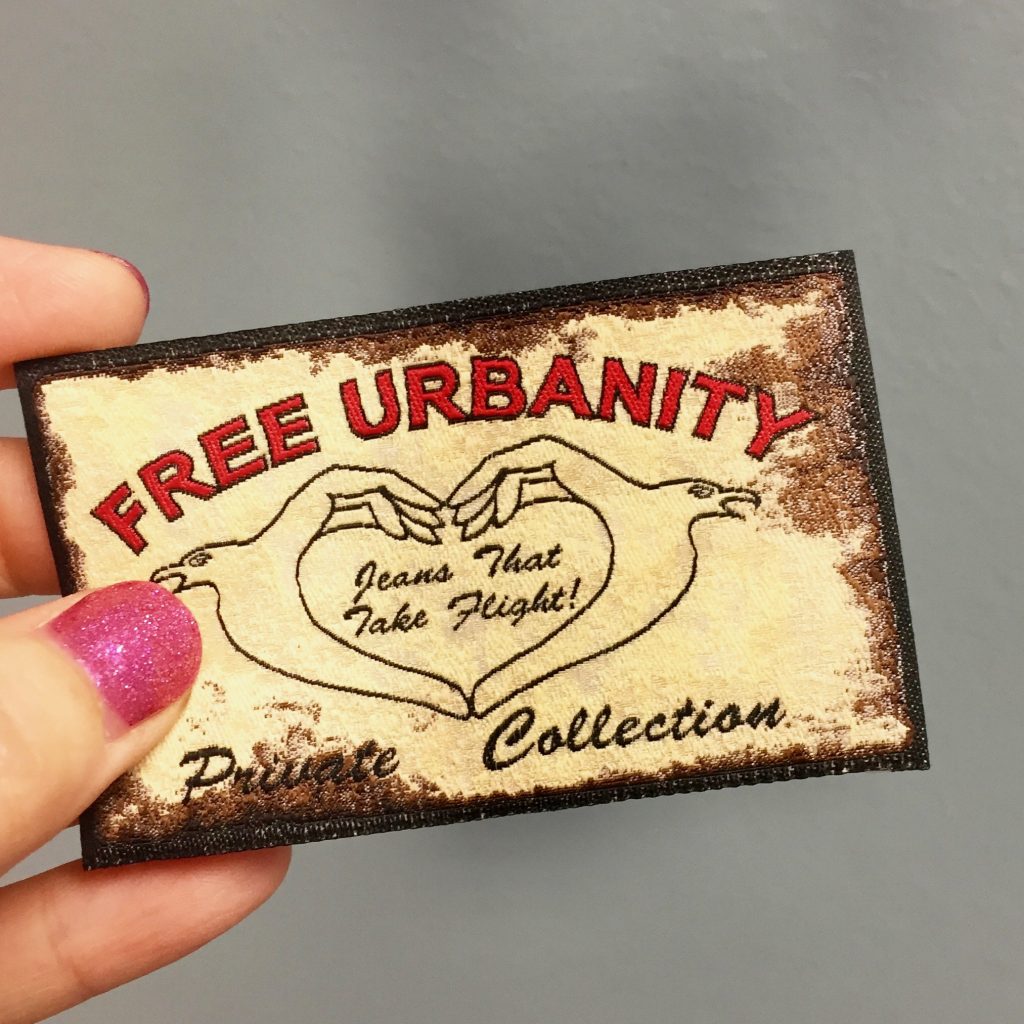 FREE URBANITY
Jeans That
Take Flight!
Private Collection